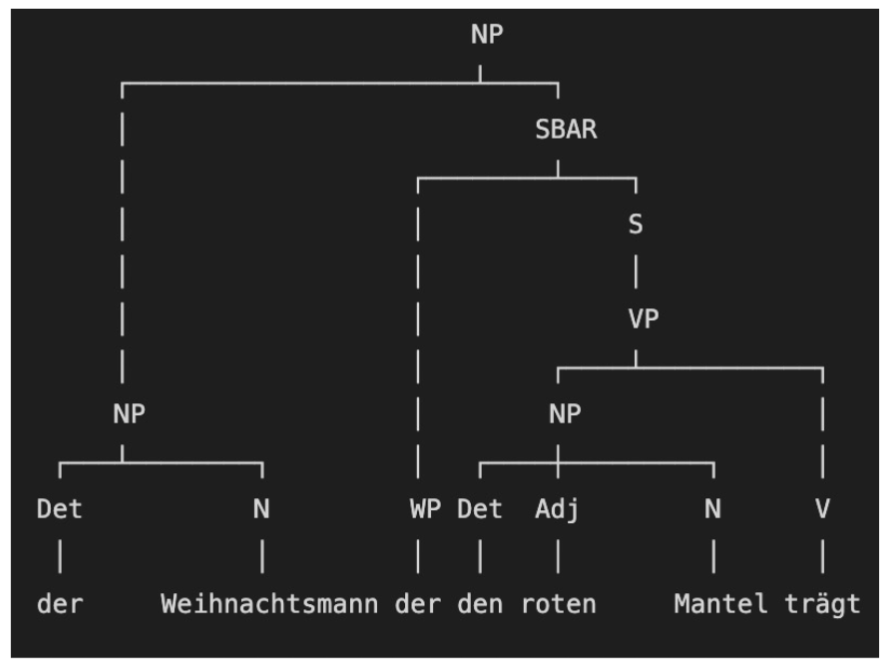 NP
SBAR
S
VP
NP NP
Det N WP Det Adj N V
der Weihnachtsmann der den roten Mantel trägt